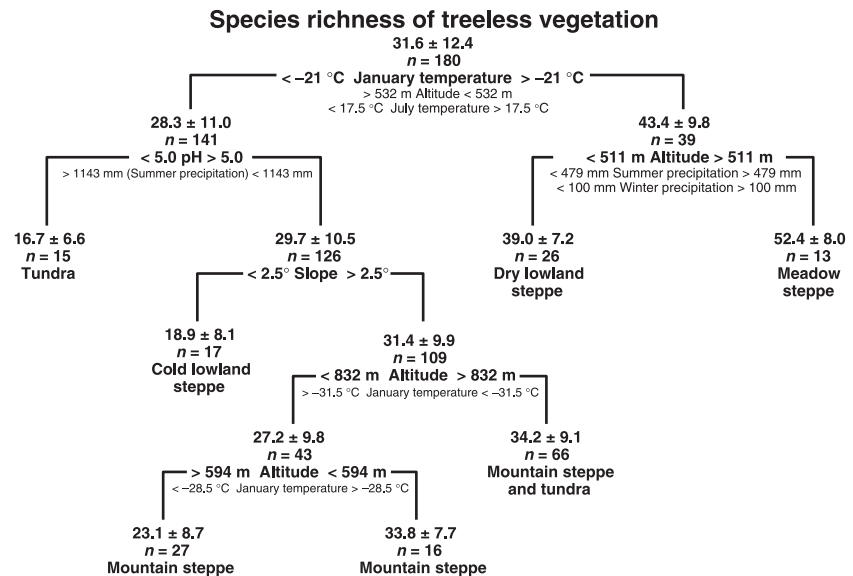 Species richness of treeless vegetation
31.6 ± 12.4
n = 180
< –21 °C January temperature > –21 °C
> 532 m Altitude < 532 m
< 17.5 °C July temperature > 17.5 °C
28.3 ± 11.0
n = 141
< 5.0 pH > 5.0
> 1143 mm (Summer precipitation) < 1143 mm
43.4 ± 9.8
n = 39
< 511 m Altitude > 511 m
< 479 mm Summer precipitation > 479 mm
< 100 mm Winter precipitation > 100 mm
16.7 ± 6.6
n = 15
Tundra
29.7 ± 10.5
n = 126
< 2.5° Slope > 2.5°
39.0 ± 7.2
n = 26
Dry lowland
steppe
52.4 ± 8.0
n = 13
Meadow
steppe
18.9 ± 8.1
n = 17
Cold lowland
steppe
31.4 ± 9.9
n = 109
< 832 m Altitude > 832 m
> –31.5 °C January temperature < –31.5 °C
27.2 ± 9.8
n = 43
> 594 m Altitude < 594 m
< –28.5 °C January temperature > –28.5 °C
34.2 ± 9.1
n = 66
Mountain steppe
and tundra
23.1 ± 8.7
n = 27
Mountain steppe
33.8 ± 7.7
n = 16
Mountain steppe